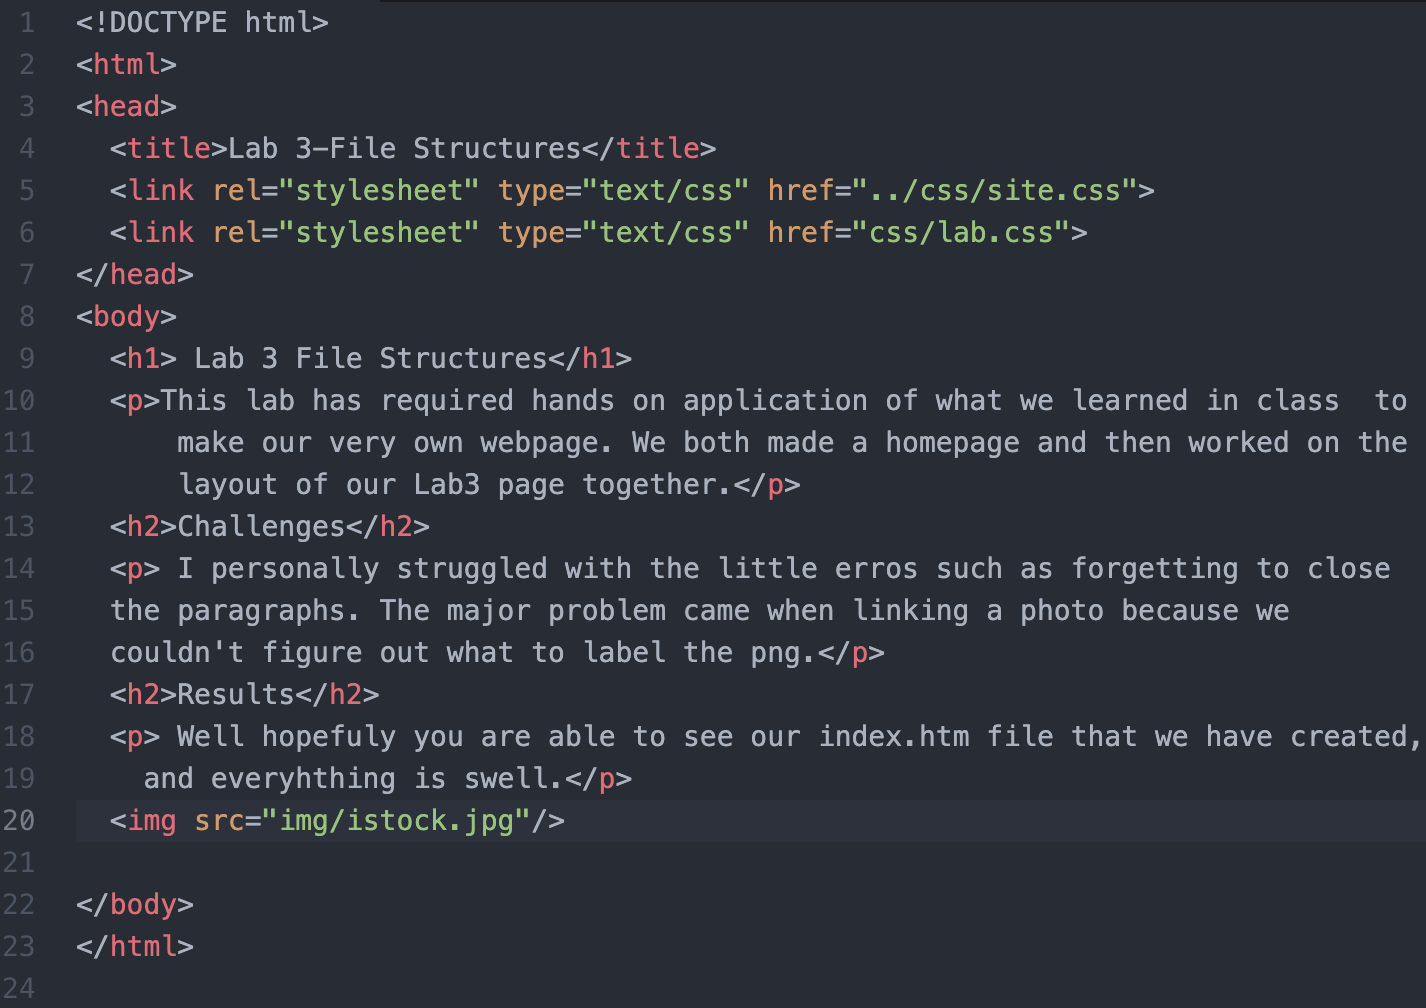 1 <!DOCTYPE html>
2 <html>
3 <head>
4   <title>Lab 3-File Structures</title>
5   <link rel="stylesheet" type="text/css" href="../css/site.css">
6   <link rel="stylesheet" type="text/css" href="css/lab.css">
7 </head>
8 <body>
9   <h1> Lab 3 File Structures</h1>
10   <p>This lab has required hands on application of what we learned in class  to
11       make our very own webpage. We both made a homepage and then worked on the
12       layout of our Lab3 page together.</p>
13   <h2>Challenges</h2>
14   <p> I personally struggled with the little erros such as forgetting to close
15   the paragraphs. The major problem came when linking a photo because we
16   couldn't figure out what to label the png.</p>
17   <h2>Results</h2>
18   <p> Well hopefuly you are able to see our index.htm file that we have created,
19     and everyhthing is swell.</p>
20   <img src="img/istock.jpg"/>
21
22 </body>
23 </html>
24